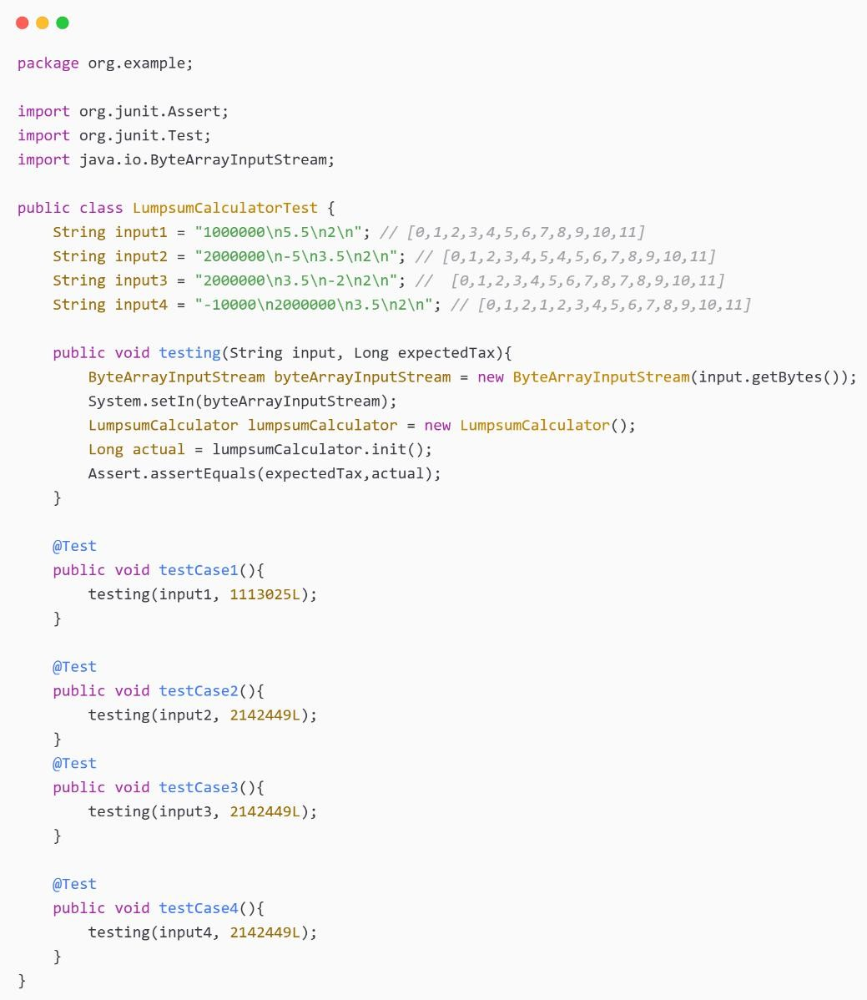 package org.example;

import org.junit.Assert;
import org.junit.Test;
import java.io.ByteArrayInputStream;

public class LumpsumCalculatorTest {
    String input1 = "1000000\n5.5\n2\n"; // [0,1,2,3,4,5,6,7,8,9,10,11]
    String input2 = "2000000\n-5\n3.5\n2\n"; // [0,1,2,3,4,5,4,5,6,7,8,9,10,11]
    String input3 = "2000000\n3.5\n-2\n2\n"; //  [0,1,2,3,4,5,6,7,8,7,8,9,10,11]
    String input4 = "-10000\n2000000\n3.5\n2\n"; // [0,1,2,1,2,3,4,5,6,7,8,9,10,11]

    public void testing(String input, Long expectedTax){
        ByteArrayInputStream byteArrayInputStream = new ByteArrayInputStream(input.getBytes());
        System.setIn(byteArrayInputStream);
        LumpsumCalculator lumpsumCalculator = new LumpsumCalculator();
        Long actual = lumpsumCalculator.init();
        Assert.assertEquals(expectedTax,actual);
    }

    @Test
    public void testCase1(){
        testing(input1, 1113025L);
    }

    @Test
    public void testCase2(){
        testing(input2, 2142449L);
    }
    @Test
    public void testCase3(){
        testing(input3, 2142449L);
    }

    @Test
    public void testCase4(){
        testing(input4, 2142449L);
    }
}